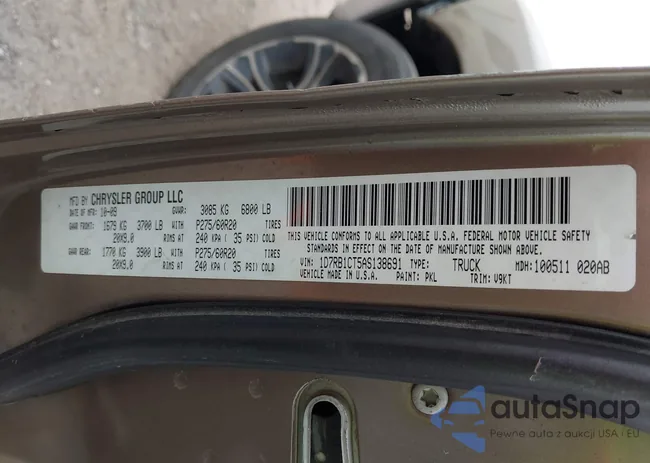 MFD BY CHRYSLER GROUP LLC
DATE OF MFR: 10-09 GVWR: 3085 KG 6800 LB
GAWR FRONT: 1679 KG 3700 LB P275/60R20 TIRES
20X9.0 RIMS AT 240 KPA ( 35 PSI) COLD
GAWR REAR: 1770 KG 3900 LB WITH P275/60R20 TIRES
20X9.0 RIMS AT 240 KPA ( 35 PSI) COLD
THIS VEHICLE CONFORMS TO ALL APPLICABLE U.S.A. FEDERAL MOTOR VEHICLE SAFETY
STANDARDS IN EFFECT ON THE DATE OF MANUFACTURE SHOWN ABOVE.
VIN: 1D7RB1CT5AS138691 TYPE: TRUCK MDH: 100511 020AB
VEHICLE MADE IN U.S.A. PAINT: PKL TRIM: V9KT
autaSnap
Pewne auta z aukcji USA i EU